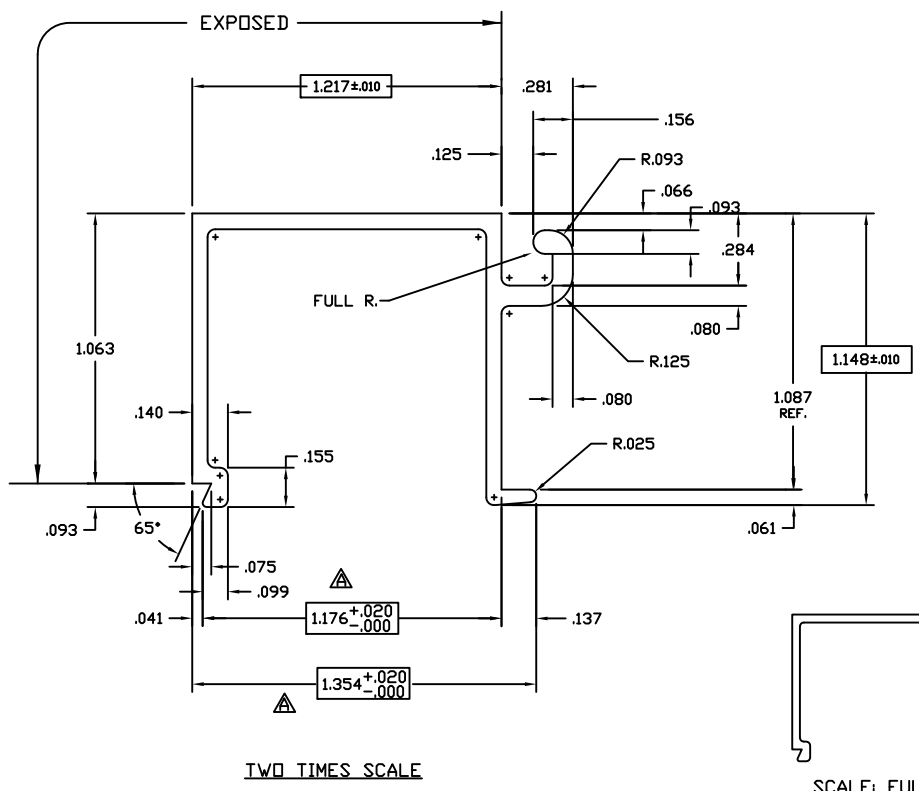 EXPOSED
1.217±.010
.281
.156
.125
R.093
.066
.093
.284
FULL R.
1.063
.080
R.125
1.148±.010
.080
1.087
REF.
.140
R.025
.155
.093
65°
.061
.075
.099
A
.041
1.176 +.020 -.000
.137
1.354 +.020 -.000
A
TWO TIMES SCALE
SCALE: FUL